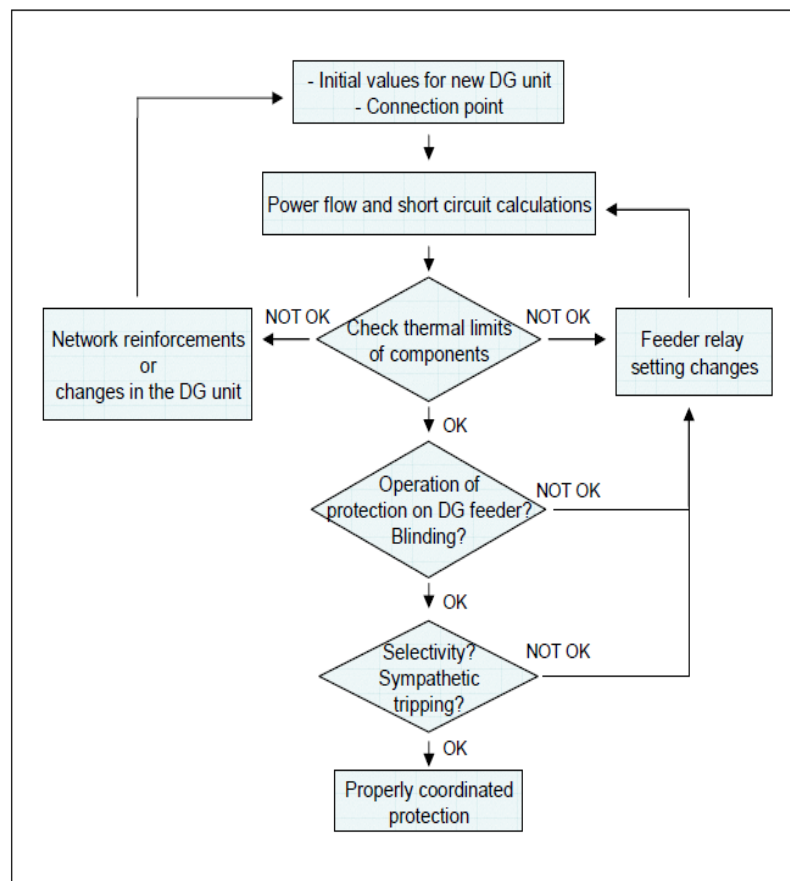 - Initial values for new DG unit
- Connection point
Power flow and short circuit calculations
NOT OK
Check thermal limits
of components
NOT OK
Network reinforcements
or
changes in the DG unit
Feeder relay
setting changes
OK
Operation of
protection on DG feeder?
Blinding?
NOT OK
OK
Selectivity?
Sympathetic
tripping?
NOT OK
OK
Properly coordinated
protection